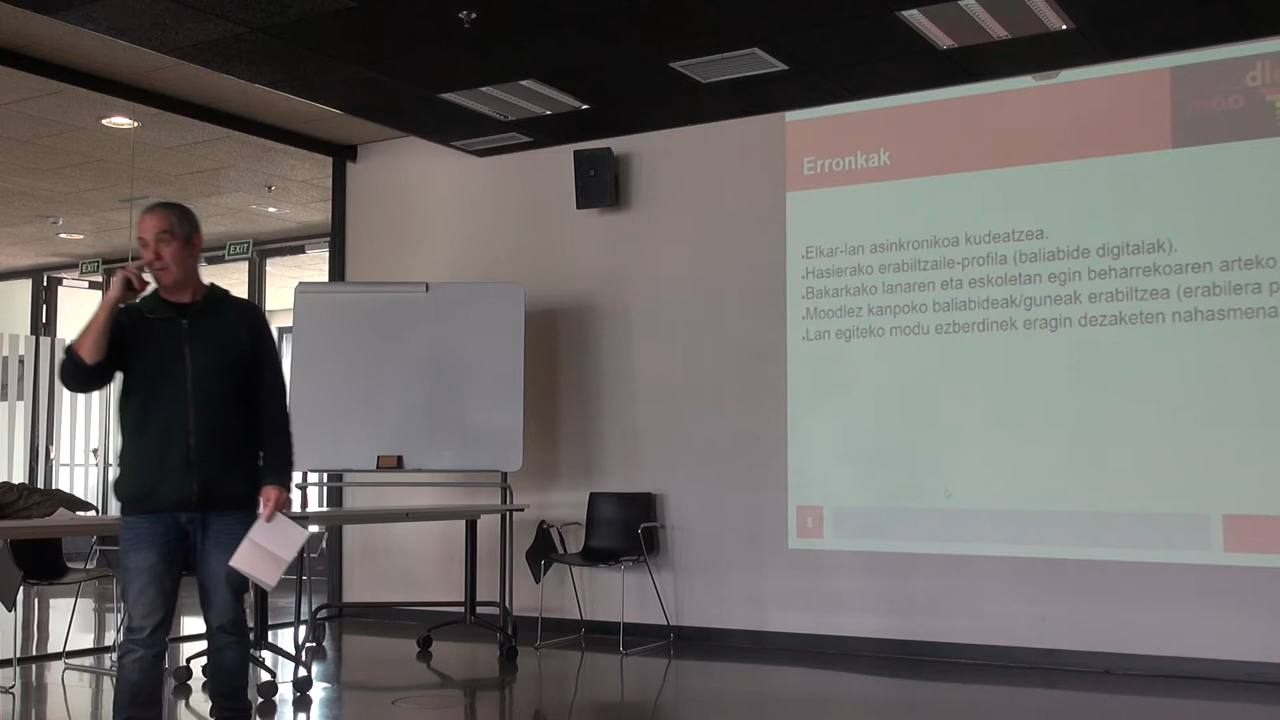 EXIT
EXIT
Erronkak
.Elkar-lan asinkronikoa kudeatzea.
.Hasierako erabiltzaile-profila (baliabide digitalak).
.Bakarkako lanaren eta eskoletan egin beharrekoaren arteko
.Moodlez kanpoko baliabideak/guneak erabiltzea (erabilera p
.Lan egiteko modu ezberdinek eragin dezaketen nahasmena
8